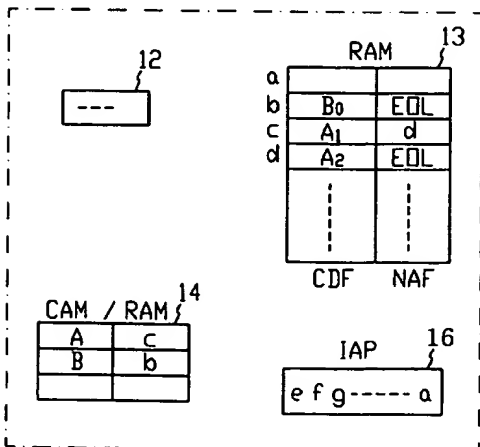 12
---
RAM 13
a
b B0 EOL
c A1 d
d A2 EOL
CDF NAF
CAM / RAM 14
A c
B b
IAP 16
e f g ----- a